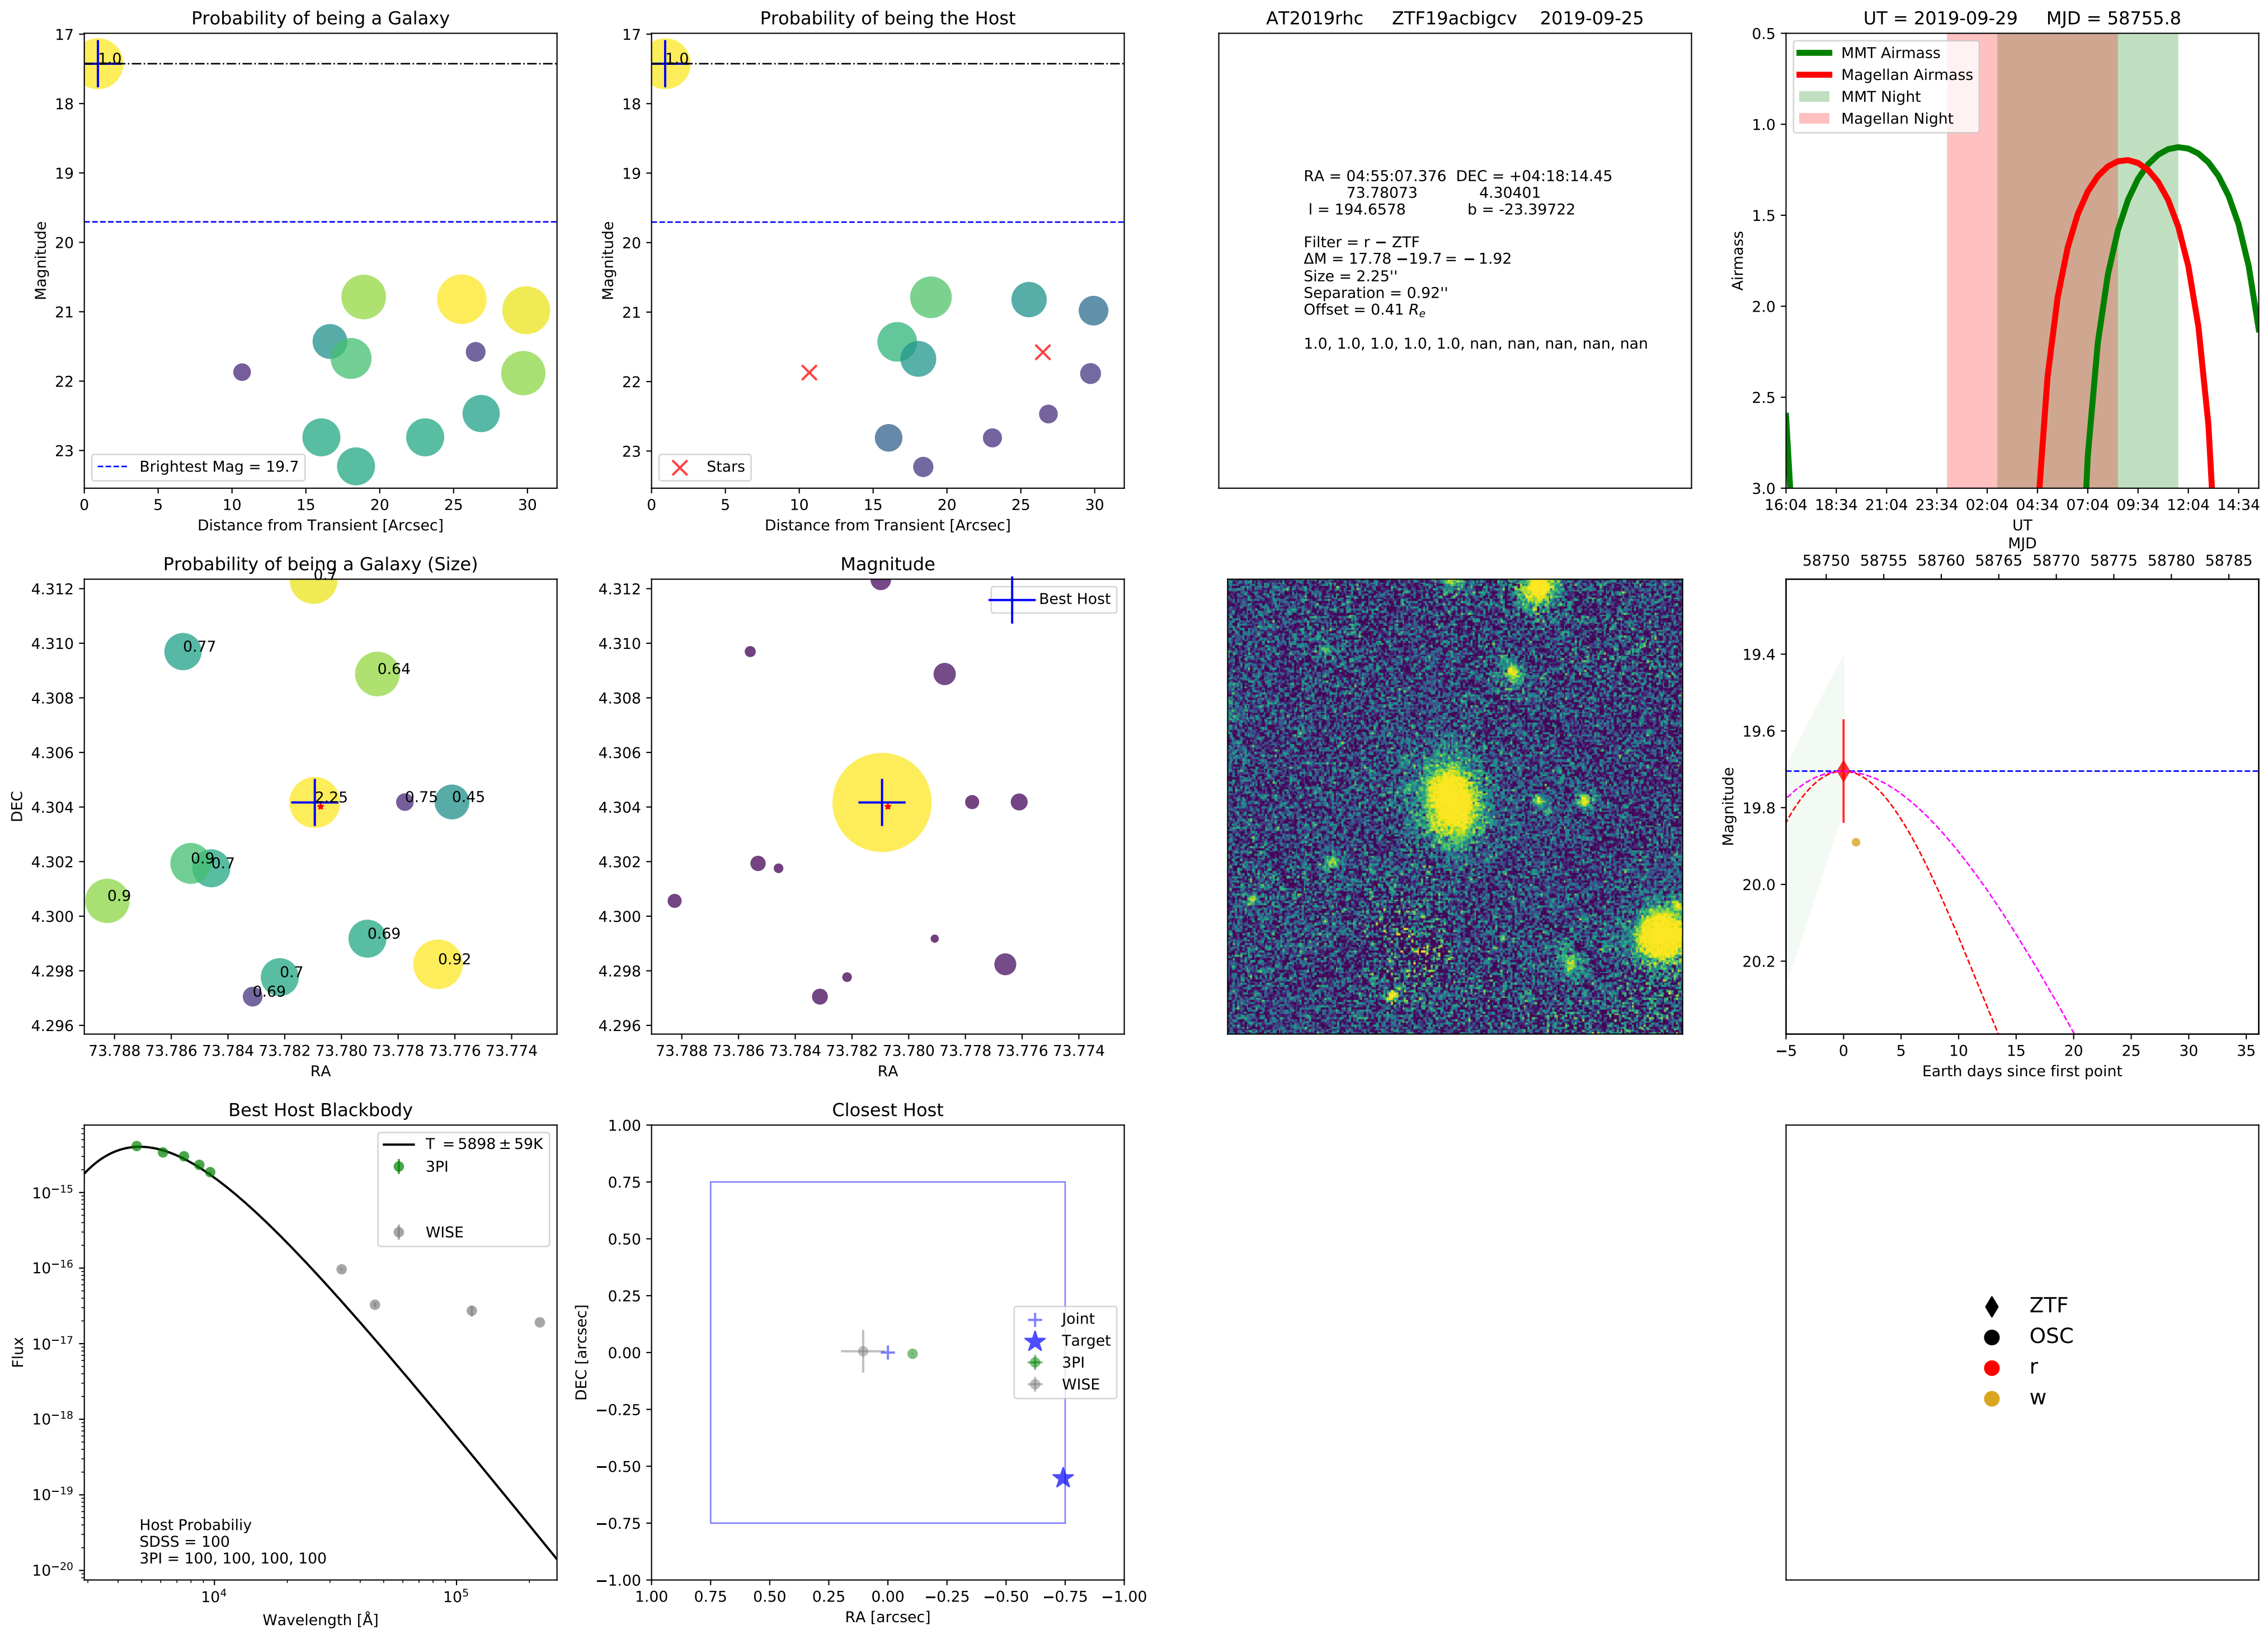 Probability of being a Galaxy
17
18
19
20
21
22
23
Magnitude
1.0
Brightest Mag = 19.7
0 5 10 15 20 25 30
Distance from Transient [Arcsec]
Probability of being the Host
17
18
19
20
21
22
23
Magnitude
1.0
Stars
0 5 10 15 20 25 30
Distance from Transient [Arcsec]
AT2019rhc ZTF19acbigcv 2019-09-25
RA = 04:55:07.376 DEC = +04:18:14.45
73.78073 4.30401
l = 194.6578 b = -23.39722
Filter = r − ZTF
ΔM = 17.78 −19.7 = − 1.92
Size = 2.25''
Separation = 0.92''
Offset = 0.41 Re
1.0, 1.0, 1.0, 1.0, 1.0, nan, nan, nan, nan, nan
UT = 2019-09-29 MJD = 58755.8
0.5
1.0
1.5
2.0
2.5
3.0
Airmass
MMT Airmass
Magellan Airmass
MMT Night
Magellan Night
16:04 18:34 21:04 23:34 02:04 04:34 07:04 09:34 12:04 14:34
UT
Probability of being a Galaxy (Size)
4.312
4.310
4.308
4.306
4.304
4.302
4.300
4.298
4.296
DEC
0.7
0.77
0.64
2.25
0.75
0.45
0.9
0.7
0.9
0.69
0.92
0.7
0.69
73.788 73.786 73.784 73.782 73.780 73.778 73.776 73.774
RA
Magnitude
4.312
4.310
4.308
4.306
4.304
4.302
4.300
4.298
4.296
Best Host
73.788 73.786 73.784 73.782 73.780 73.778 73.776 73.774
RA
MJD
58750 58755 58760 58765 58770 58775 58780 58785
19.4
19.6
19.8
20.0
20.2
Magnitude
−5 0 5 10 15 20 25 30 35
Earth days since first point
Best Host Blackbody
10−15
10−16
10−17
10−18
10−19
10−20
Flux
T = 5898 ± 59K
3PI
WISE
Host Probabiliy
SDSS = 100
3PI = 100, 100, 100, 100
104 105
Wavelength [Å]
Closest Host
1.00
0.75
0.50
0.25
0.00
−0.25
−0.50
−0.75
−1.00
DEC [arcsec]
Joint
Target
3PI
WISE
1.00 0.75 0.50 0.25 0.00 −0.25 −0.50 −0.75 −1.00
RA [arcsec]
ZTF
OSC
r
w